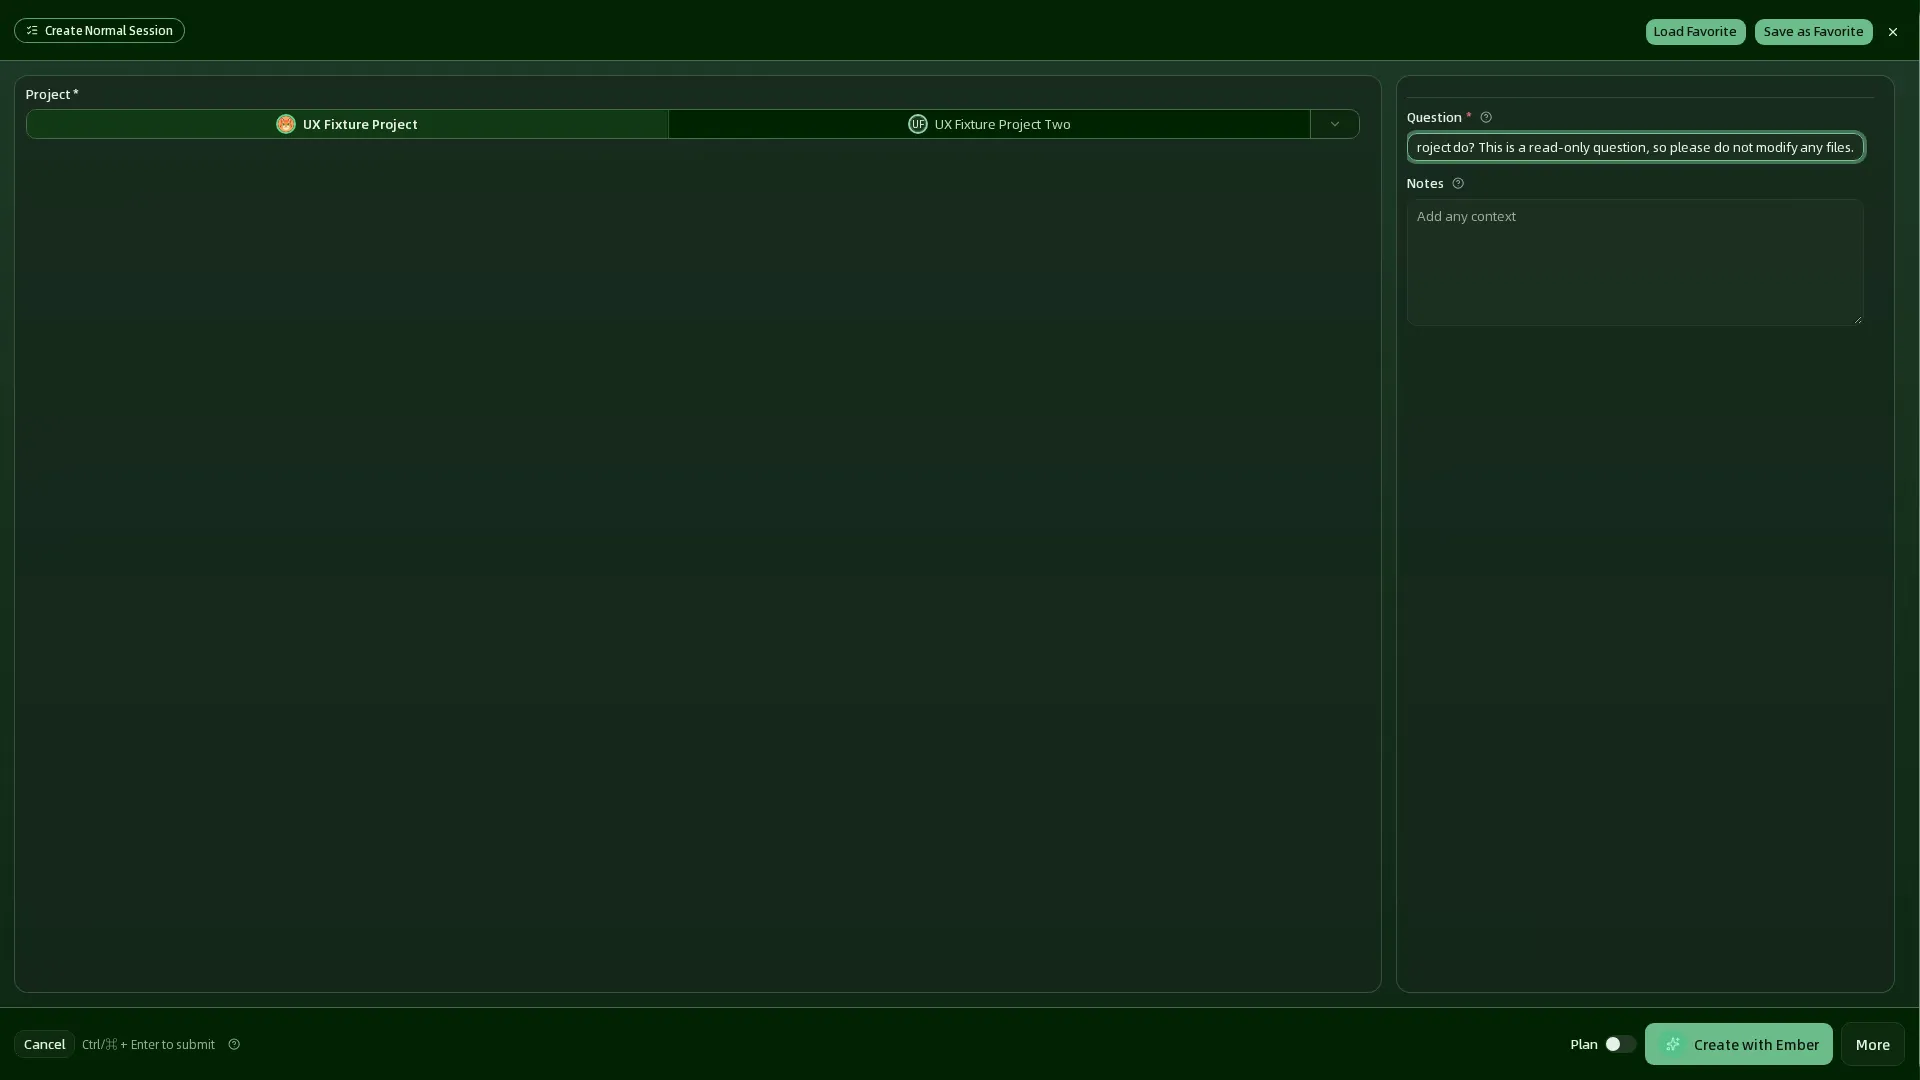 Create Normal Session
Load Favorite
Save as Favorite
Project *
UX Fixture Project
UF
UX Fixture Project Two
Question *
roject do? This is a read-only question, so please do not modify any files.
Notes
Add any context
Cancel
Ctrl/⌘ + Enter to submit
Plan
Create with Ember
More